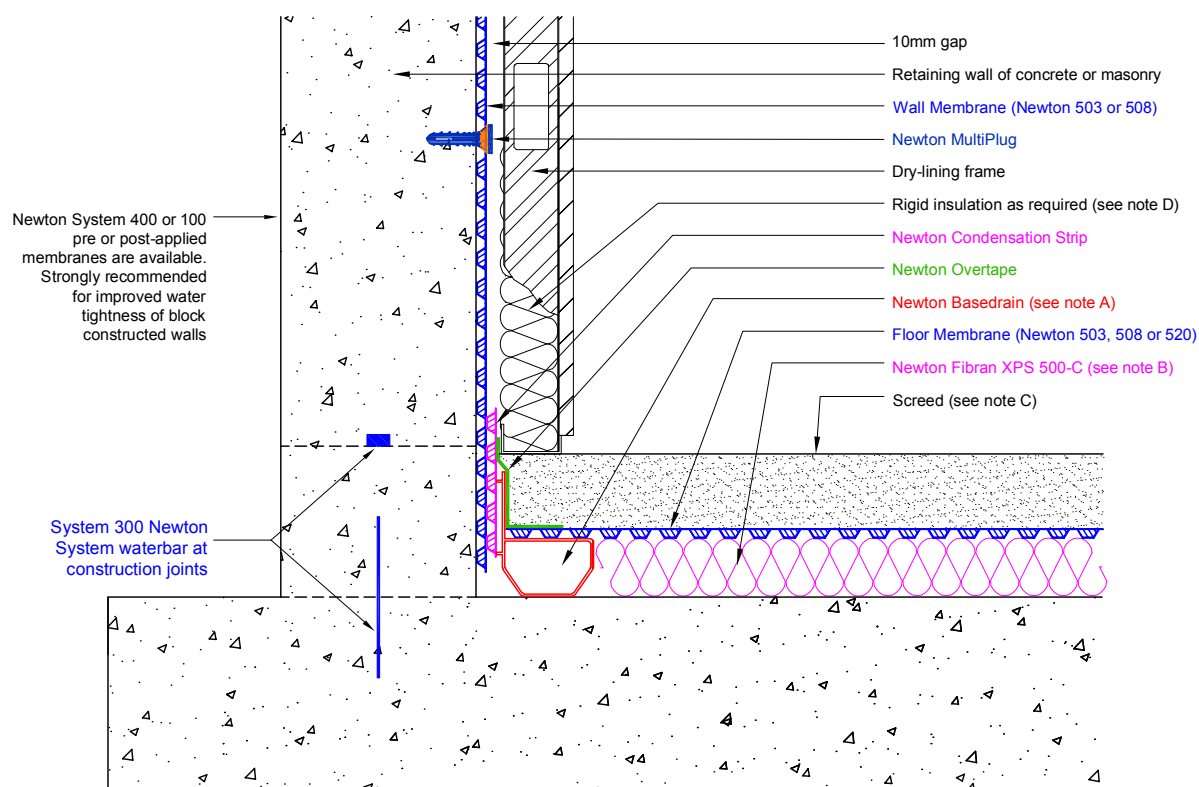 10mm gap
Retaining wall of concrete or masonry
Wall Membrane (Newton 503 or 508)
Newton MultiPlug
Dry-lining frame
Rigid insulation as required (see note D)
Newton Condensation Strip
Newton Overtape
Newton Basedrain (see note A)
Floor Membrane (Newton 503, 508 or 520)
Newton Fibran XPS 500-C (see note B)
Screed (see note C)
Newton System 400 or 100
pre or post-applied
membranes are available.
Strongly recommended
for improved water
tightness of block
constructed walls
System 300 Newton
System waterbar at
construction joints